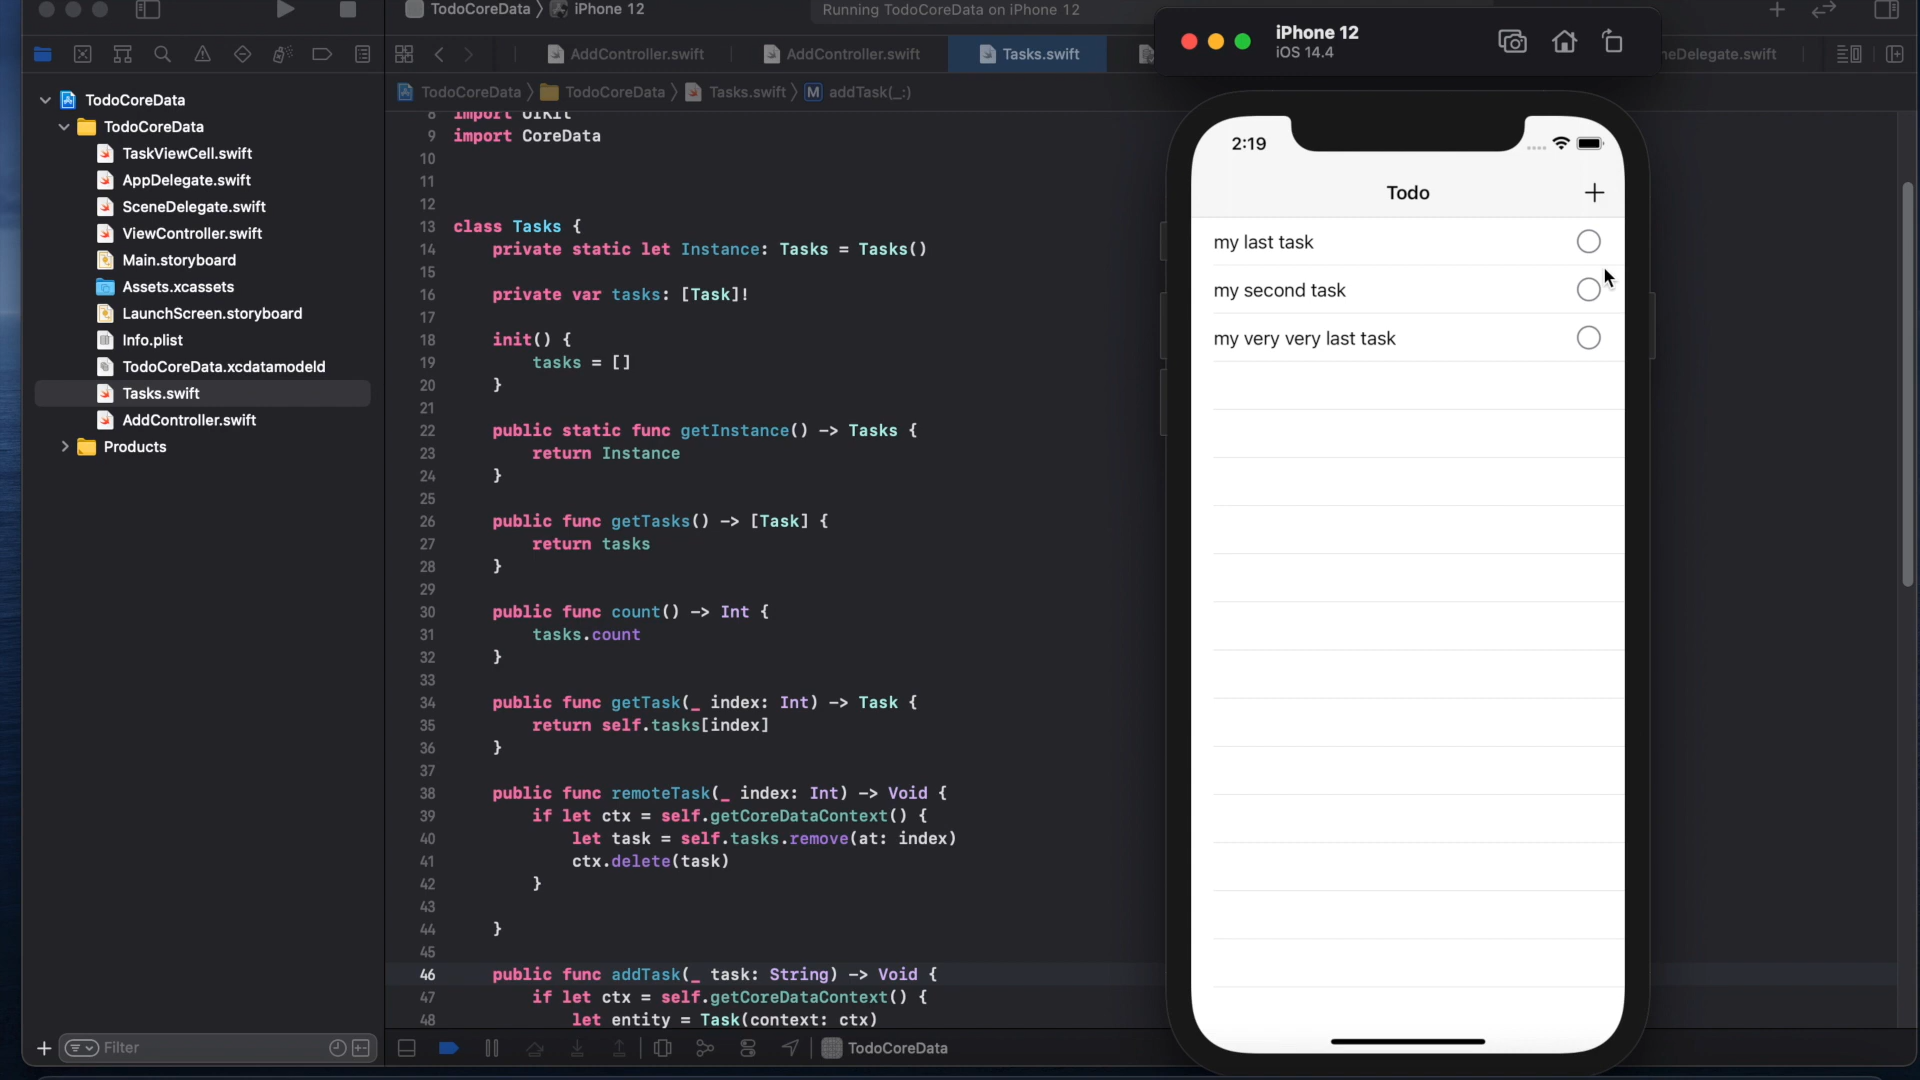 TodoCoreData 〉 iPhone 12
Running TodoCoreData on iPhone 12
iPhone 12
iOS 14.4
AddController.swift
AddController.swift
Tasks.swift
neDelegate.swift
TodoCoreData 〉 TodoCoreData 〉 Tasks.swift 〉 M addTask(_:)
TodoCoreData
TodoCoreData
TaskViewCell.swift
AppDelegate.swift
SceneDelegate.swift
ViewController.swift
Main.storyboard
Assets.xcassets
LaunchScreen.storyboard
Info.plist
TodoCoreData.xcdatamodeld
Tasks.swift
AddController.swift
Products
Filter
8 import UIKit
9 import CoreData
10
11
12
13 class Tasks {
14 private static let Instance: Tasks = Tasks()
15
16 private var tasks: [Task]!
17
18 init() {
19 tasks = []
20 }
21
22 public static func getInstance() -> Tasks {
23 return Instance
24 }
25
26 public func getTasks() -> [Task] {
27 return tasks
28 }
29
30 public func count() -> Int {
31 tasks.count
32 }
33
34 public func getTask(_ index: Int) -> Task {
35 return self.tasks[index]
36 }
37
38 public func remoteTask(_ index: Int) -> Void {
39 if let ctx = self.getCoreDataContext() {
40 let task = self.tasks.remove(at: index)
41 ctx.delete(task)
42 }
43
44 }
45
46 public func addTask(_ task: String) -> Void {
47 if let ctx = self.getCoreDataContext() {
48 let entity = Task(context: ctx)
TodoCoreData
2:19
Todo
my last task
my second task
my very very last task